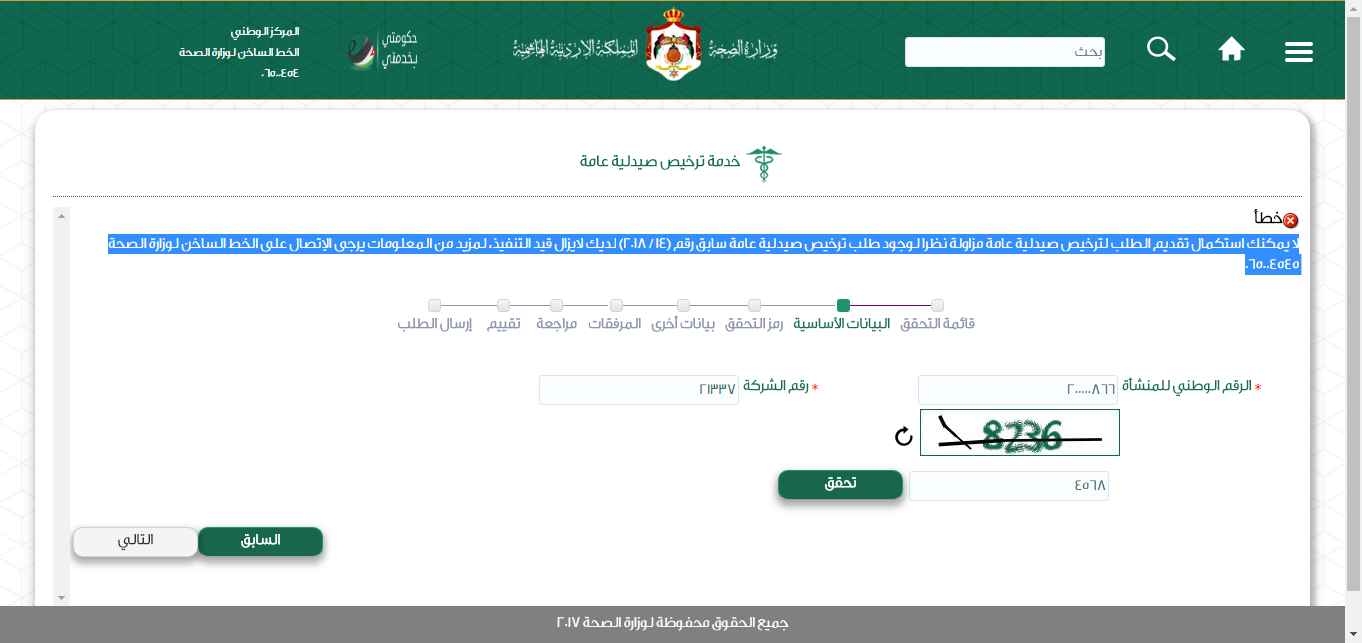 بحث
وزارة الصحة
المملكة الأردنية الهاشمية
حكومتي
بخدمتي
المركز الوطني
الخط الساخن لوزارة الصحة
٠٦٥٠٠٤٥٤
خدمة ترخيص صيدلية عامة
خطأ
لا يمكنك استكمال تقديم الطلب لترخيص صيدلية عامة مزاولة نظرا لوجود طلب ترخيص صيدلية عامة سابق رقم (١٤ / ٢٠١٨) لديك لايزال قيد التنفيذ، لمزيد من المعلومات يرجى الإتصال على الخط الساخن لوزارة الصحة
٠٦٥٠٠٤٥٤٥
قائمة التحقق البيانات الأساسية رمز التحقق بيانات أخرى المرفقات مراجعة تقييم إرسال الطلب
* الرقم الوطني للمنشأة ٢٠٠٠٠٠٨٦٦ * رقم الشركة ٢١٣٣٧
8236
٤٥٦٨ تحقق
السابق التالي
جميع الحقوق محفوظة لوزارة الصحة ٢٠١٧